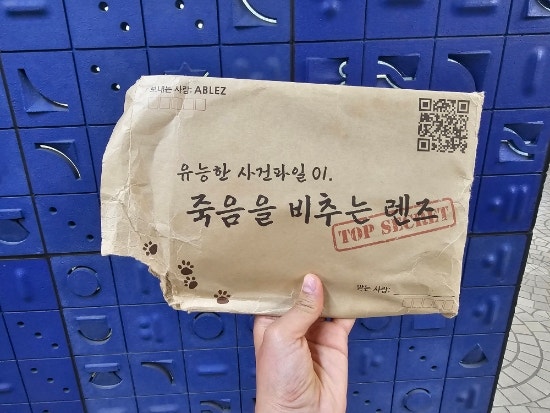 보내는 사람: ABLEZ
유능한 사건파일 01.
죽음을 비추는 렌즈
TOP SECRET
받는 사람: